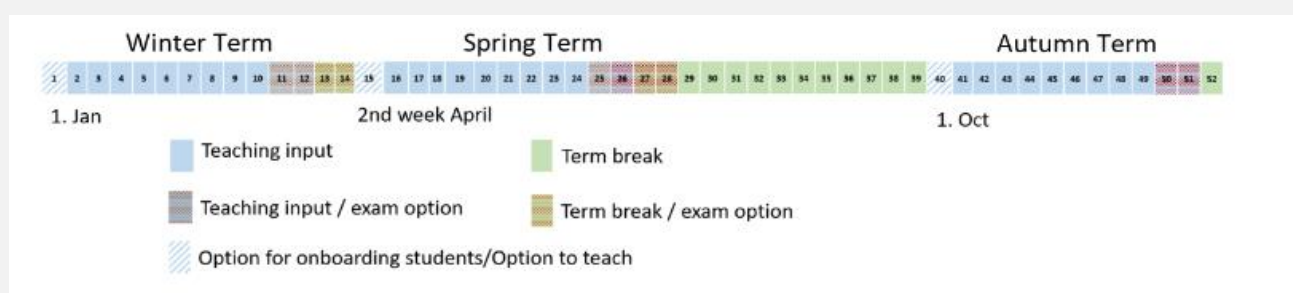 Winter Term Spring Term Autumn Term
1 2 3 4 5 6 7 8 9 10 11 12 13 14 15 16 17 18 19 20 21 22 23 24 25 26 27 28 29 30 31 32 33 34 35 36 37 38 39 40 41 42 43 44 45 46 47 48 49 50 51 52
1. Jan 2nd week April 1. Oct
Teaching input Term break
Teaching input / exam option Term break / exam option
Option for onboarding students/Option to teach